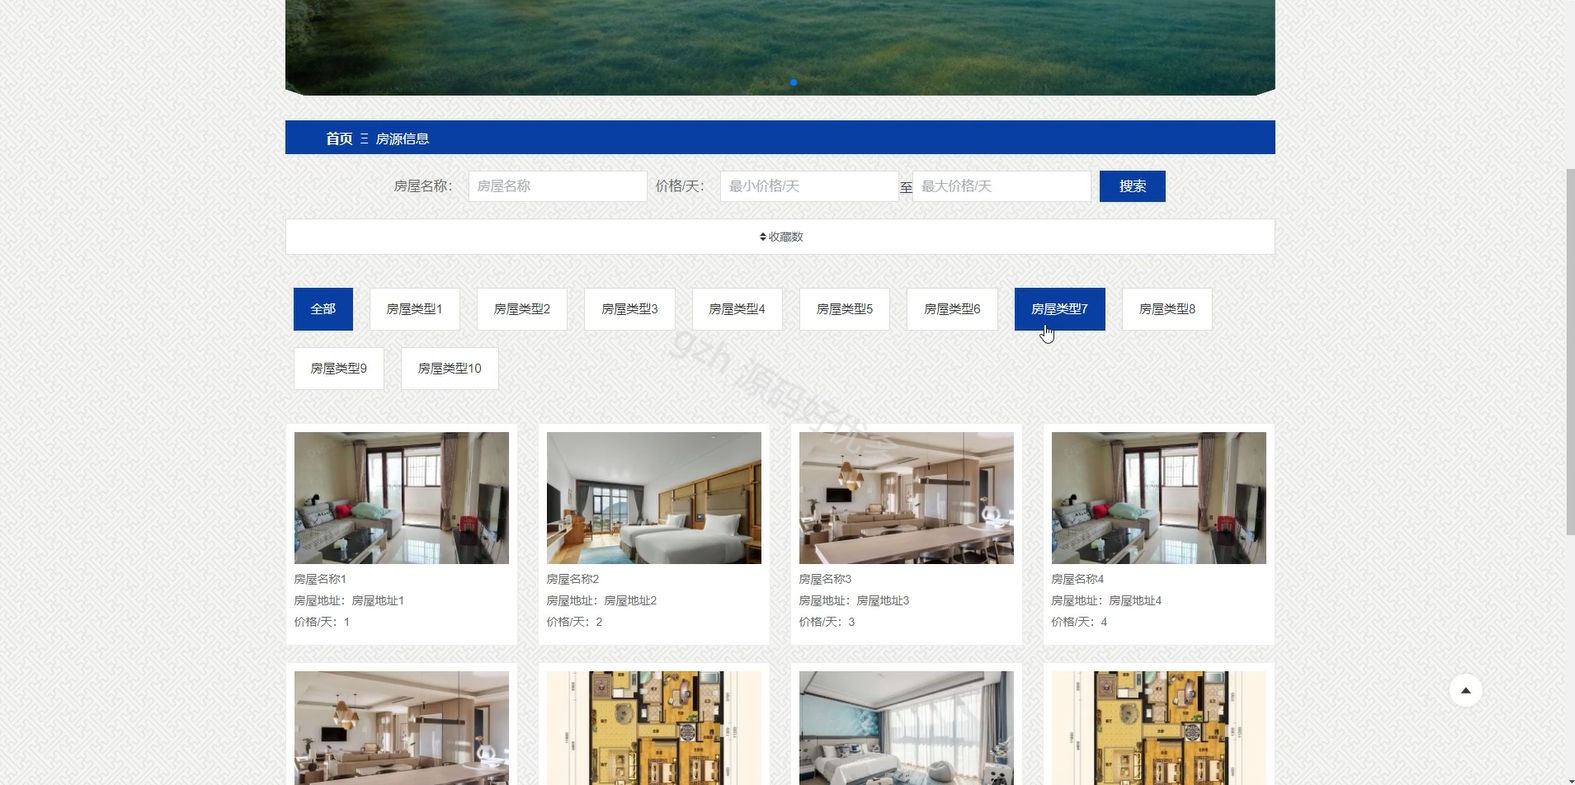 首页 Ξ 房源信息
房屋名称： 房屋名称 价格/天： 最小价格/天 至 最大价格/天 搜索
收藏数
全部 房屋类型1 房屋类型2 房屋类型3 房屋类型4 房屋类型5 房屋类型6 房屋类型7 房屋类型8
gzh 源码好优多
房屋类型9 房屋类型10
房屋名称1 房屋名称2 房屋名称3 房屋名称4
房屋地址：房屋地址1 房屋地址：房屋地址2 房屋地址：房屋地址3 房屋地址：房屋地址4
价格/天：1 价格/天：2 价格/天：3 价格/天：4